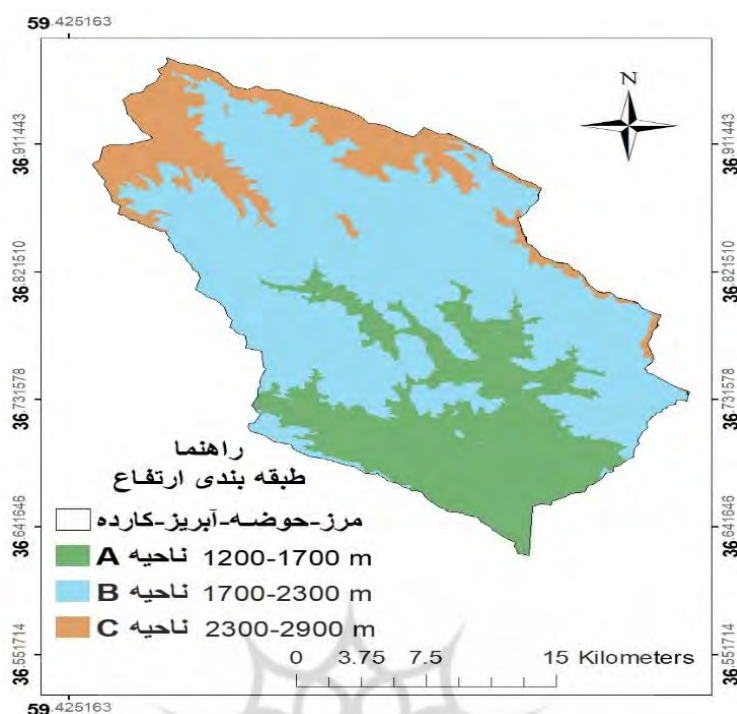 59.425163
N
36.911443
36.911443
36.821510
36.821510
36.731578
36.731578
36.641646
36.641646
36.551714
36.551714
راهنما
طبقه بندی ارتفاع
مرز-حوضه-آبریز-کارده
A ناحیه 1200-1700 m
B ناحیه 1700-2300 m
C ناحیه 2300-2900 m
0 3.75 7.5 15 Kilometers
59.425163